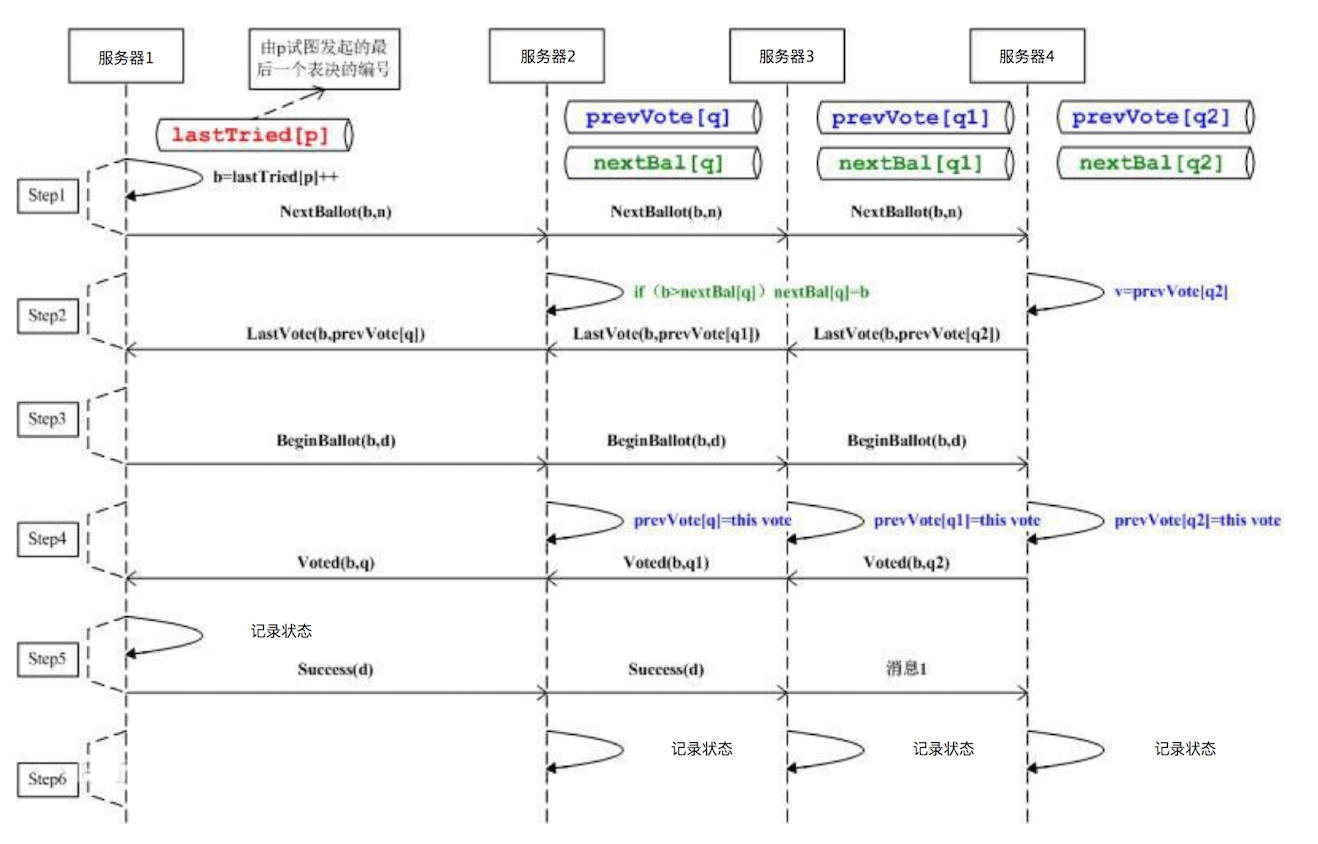 服务器1
由p试图发起的最
后一个表决的编号
服务器2
服务器3
服务器4
lastTried[p]
prevVote[q]
prevVote[q1]
prevVote[q2]
nextBal[q]
nextBal[q1]
nextBal[q2]
Step1
b=lastTried[p]++
NextBallot(b,n)
NextBallot(b,n)
NextBallot(b,n)
Step2
if（b>nextBal[q]）nextBal[q]=b
v=prevVote[q2]
LastVote(b,prevVote[q])
LastVote(b,prevVote[q1])
LastVote(b,prevVote[q2])
Step3
BeginBallot(b,d)
BeginBallot(b,d)
BeginBallot(b,d)
Step4
prevVote[q]=this vote
prevVote[q1]=this vote
prevVote[q2]=this vote
Voted(b,q)
Voted(b,q1)
Voted(b,q2)
Step5
记录状态
Success(d)
Success(d)
消息1
Step6
记录状态
记录状态
记录状态